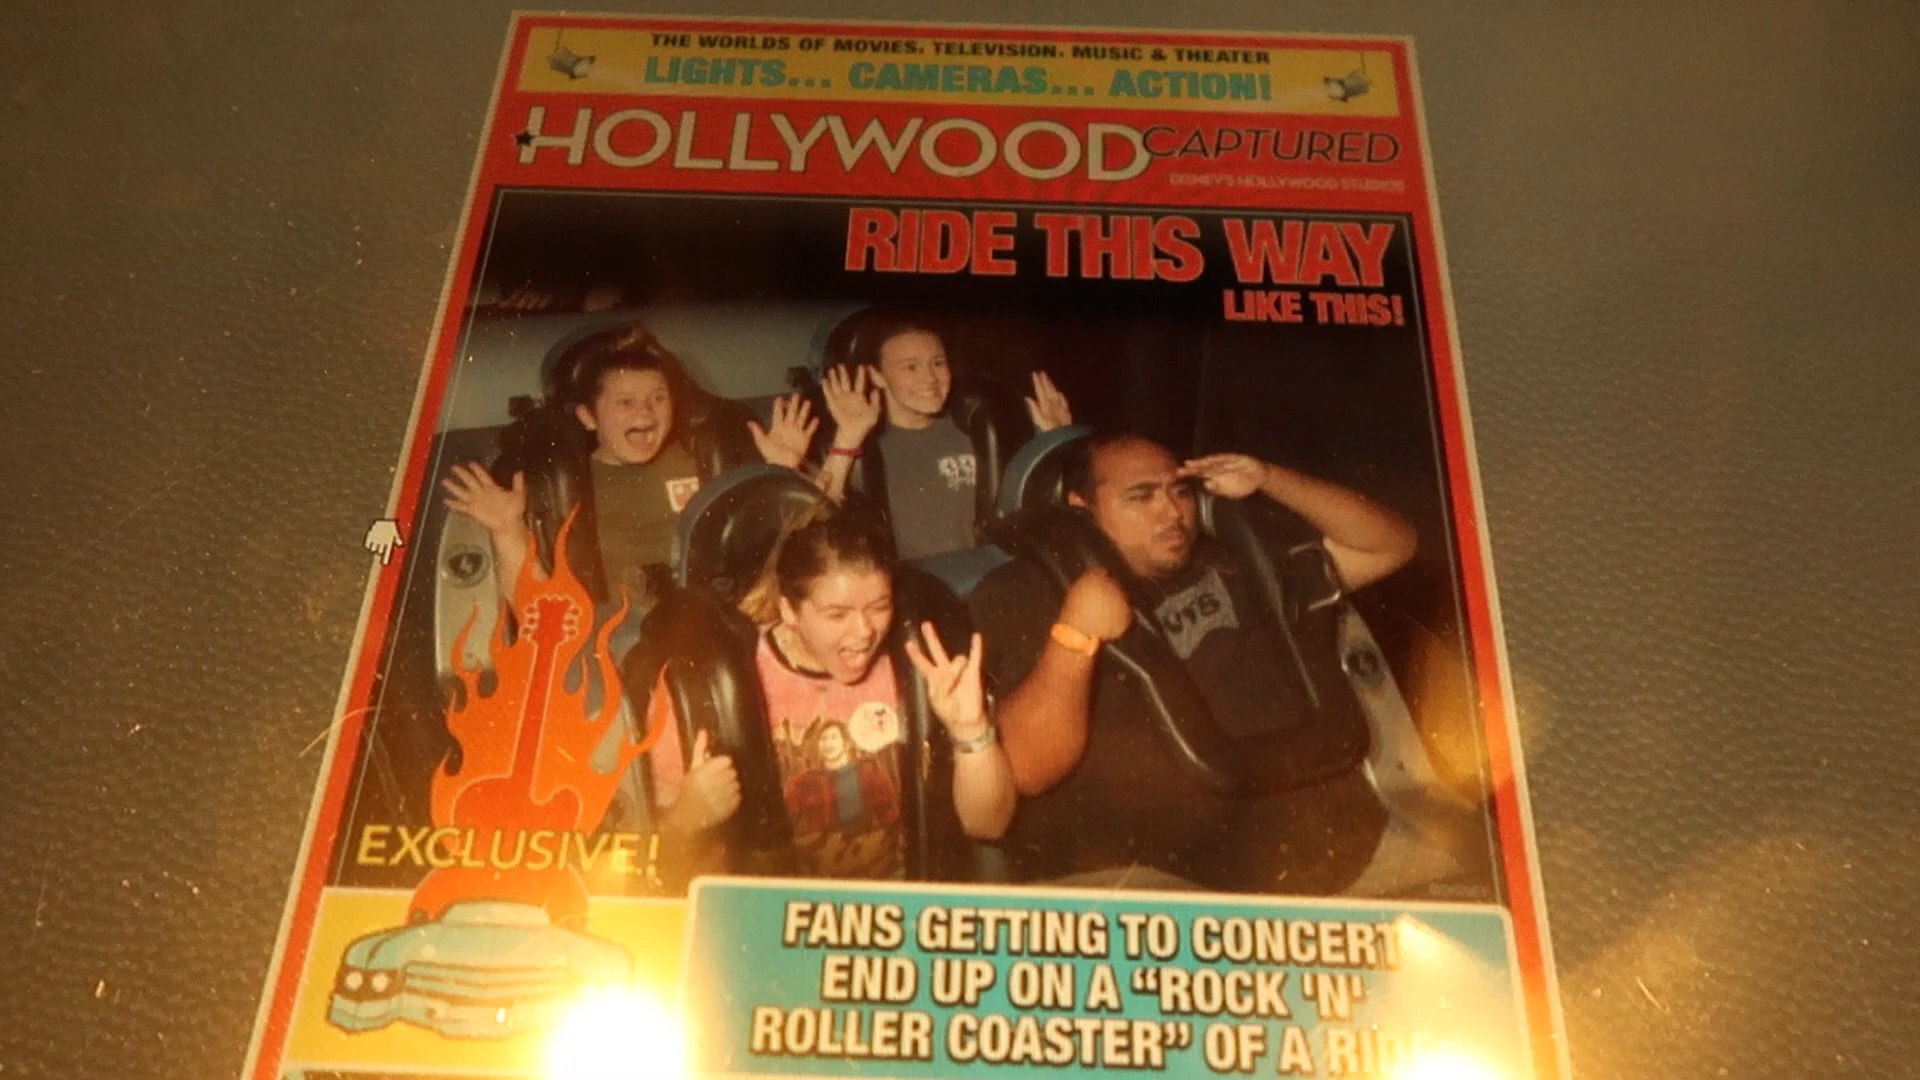 THE WORLDS OF MOVIES, TELEVISION, MUSIC & THEATER
LIGHTS... CAMERAS... ACTION!
HOLLYWOOD CAPTURED
DISNEY'S HOLLYWOOD STUDIOS
RIDE THIS WAY
LIKE THIS!
EXCLUSIVE!
FANS GETTING TO CONCERT
END UP ON A “ROCK 'N'
ROLLER COASTER” OF A RIDE